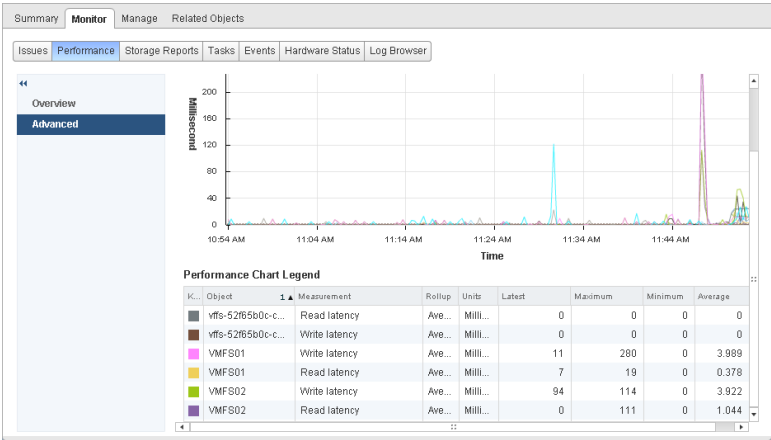 Summary Monitor Manage Related Objects
Issues Performance Storage Reports Tasks Events Hardware Status Log Browser
Overview
Advanced
Millisecond
200
160
120
80
40
0
10:54 AM 11:04 AM 11:14 AM 11:24 AM 11:34 AM 11:44 AM
Time
Performance Chart Legend
K... Object 1 ▲ Measurement Rollup Units Latest Maximum Minimum Average
vffs-52f65b0c-c... Read latency Ave... Milli... 0 0 0 0
vffs-52f65b0c-c... Write latency Ave... Milli... 0 0 0 0
VMFS01 Write latency Ave... Milli... 11 280 0 3.989
VMFS01 Read latency Ave... Milli... 7 19 0 0.378
VMFS02 Write latency Ave... Milli... 94 114 0 3.922
VMFS02 Read latency Ave... Milli... 0 111 0 1.044